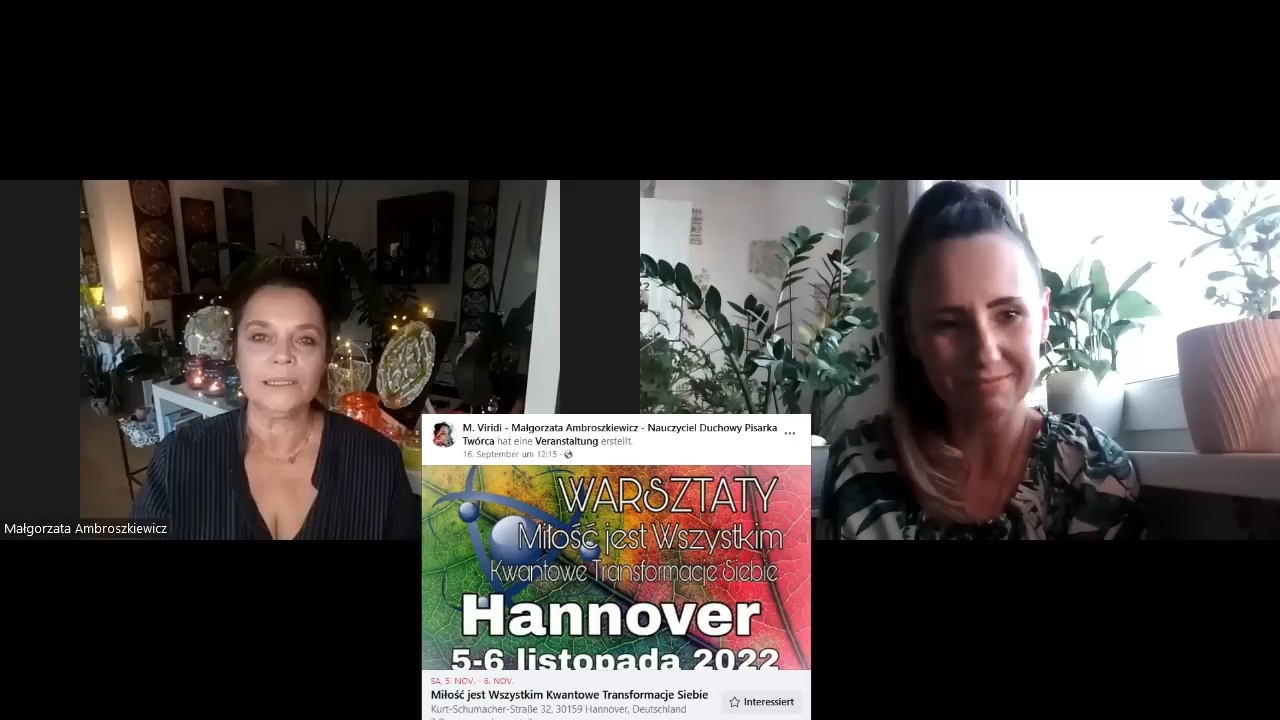 Małgorzata Ambroszkiewicz
M. Viridi - Małgorzata Ambroszkiewicz - Nauczyciel Duchowy Pisarka
Twórca hat eine Veranstaltung erstellt.
16. September um 12:15 ·
WARSZTATY
Miłość jest Wszystkim
Kwantowe Transformacje Siebie
Hannover
5-6 listopada 2022
SA, 5. NOV. - 6. NOV.
Miłość jest Wszystkim Kwantowe Transformacje Siebie
Kurt-Schumacher-Straße 32, 30159 Hannover, Deutschland
Interessiert